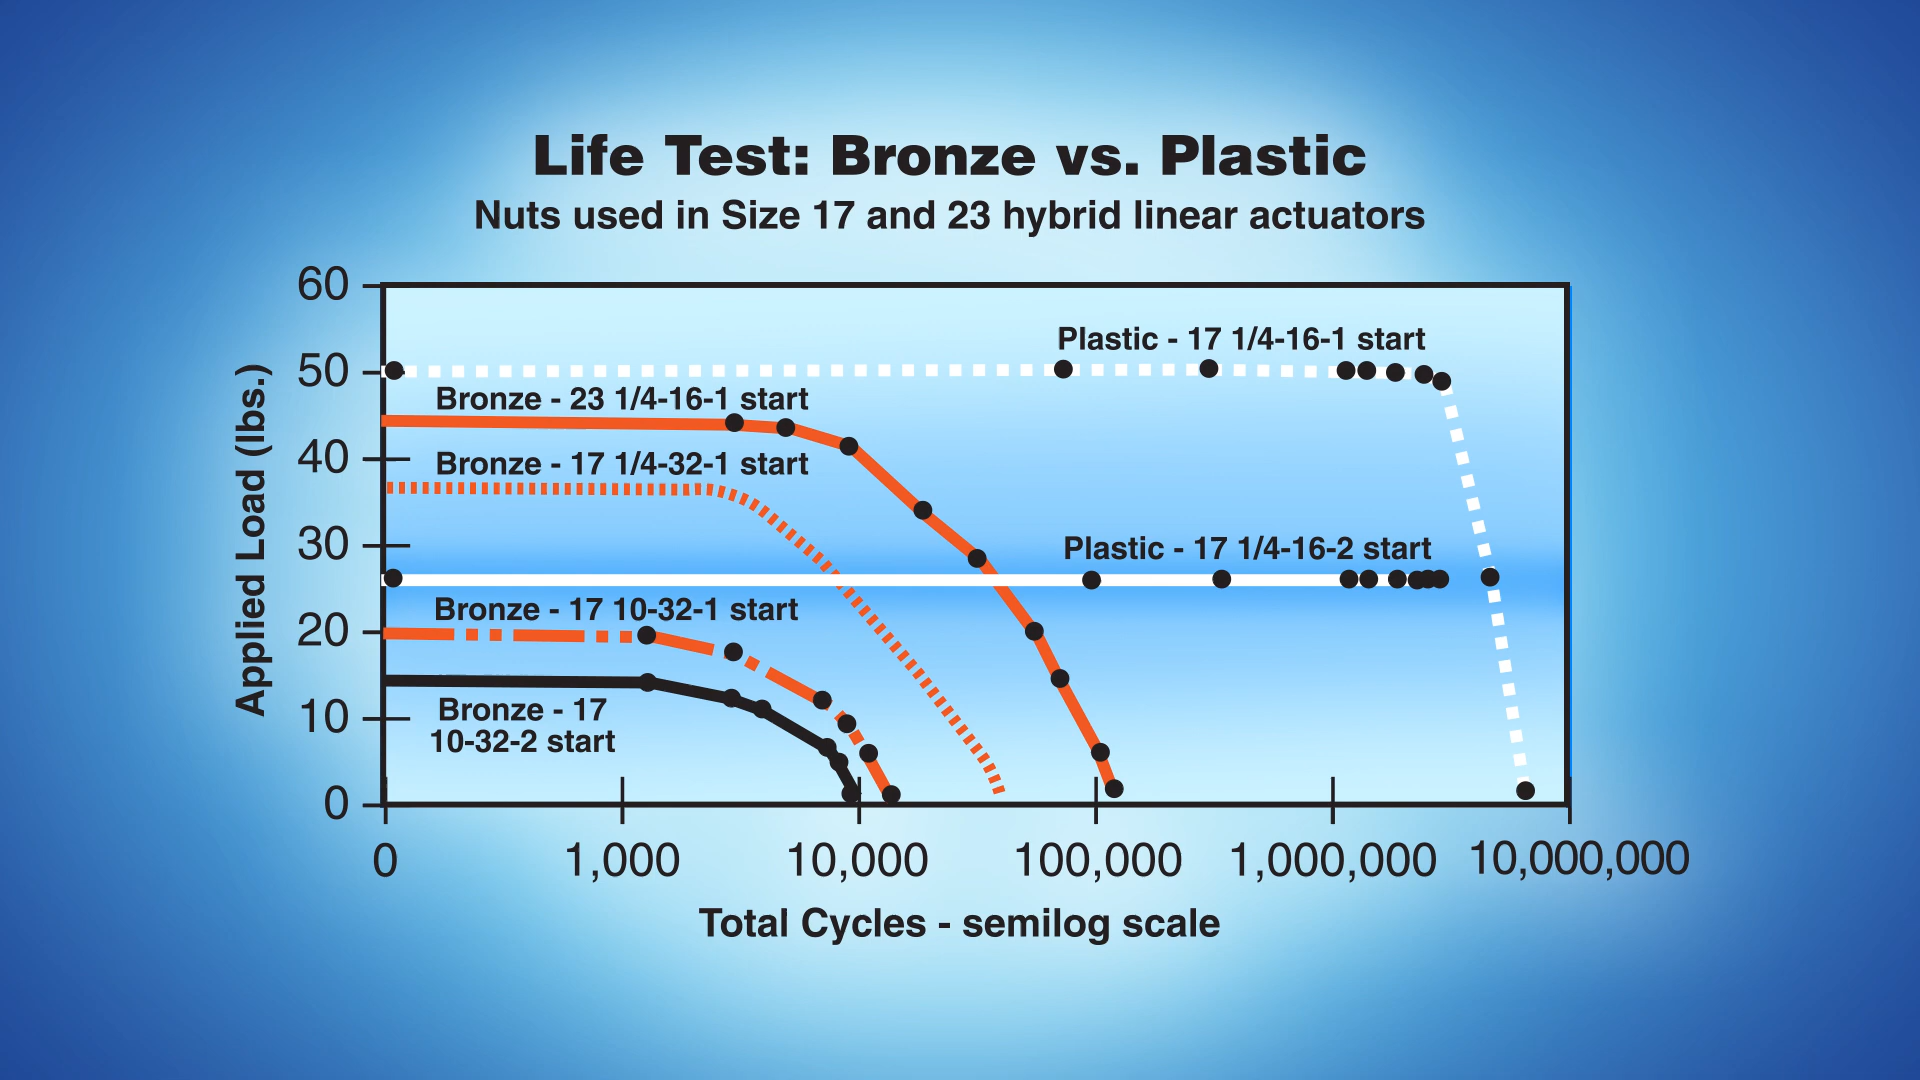 Life Test: Bronze vs. Plastic
Nuts used in Size 17 and 23 hybrid linear actuators
Applied Load (lbs.)
60
50
40
30
20
10
0
Plastic - 17 1/4-16-1 start
Bronze - 23 1/4-16-1 start
Bronze - 17 1/4-32-1 start
Plastic - 17 1/4-16-2 start
Bronze - 17 10-32-1 start
Bronze - 17
10-32-2 start
0 1,000 10,000 100,000 1,000,000 10,000,000
Total Cycles - semilog scale